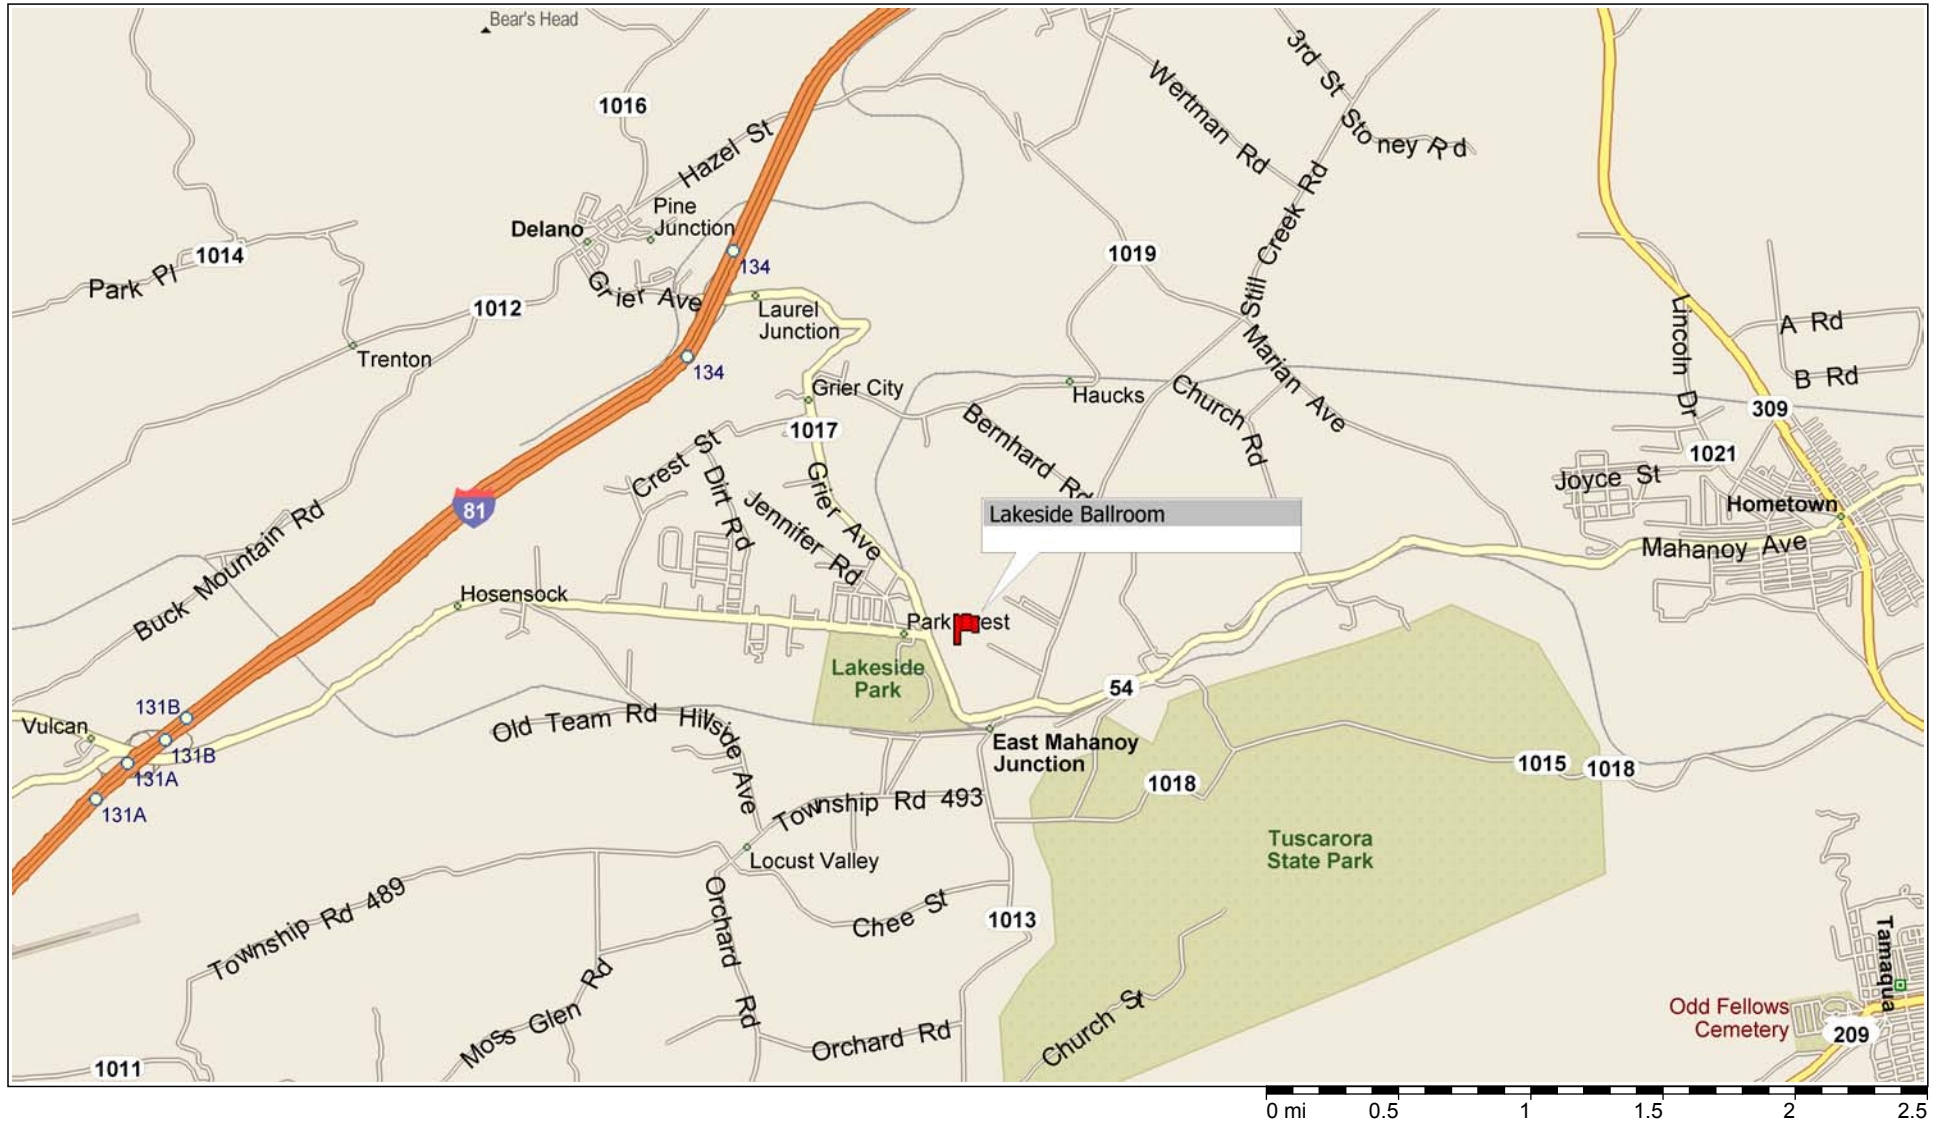 Bear's Head
1016
Hazel St
Wertman Rd
3rd St
Stoney Rd
Pine
Junction
Delano
134
1014
Park Pl
Grier Ave
1012
Laurel
Junction
Trenton
134
1019
Still Creek Rd
Lincoln Dr
A Rd
B Rd
Marian Ave
Grier City
Haucks
Church Rd
309
1017
Bernhard Rd
Crest St
Dirt Rd
Grier Ave
Jennifer Rd
1021
Joyce St
Hometown
Mahanoy Ave
81
Lakeside Ballroom
Buck Mountain Rd
Hosensock
Park
est
Lakeside
Park
54
131B
Vulcan
131B
131A
131A
Old Team Rd
Hillside Ave
East Mahanoy
Junction
1018
1015
1018
Township Rd 493
Tuscarora
State Park
Locust Valley
Township Rd 489
Orchard Rd
Chee St
1013
Tamaqua
Moss Glen Rd
Orchard Rd
Church St
Odd Fellows
Cemetery
209
1011
0 mi
0.5
1
1.5
2
2.5